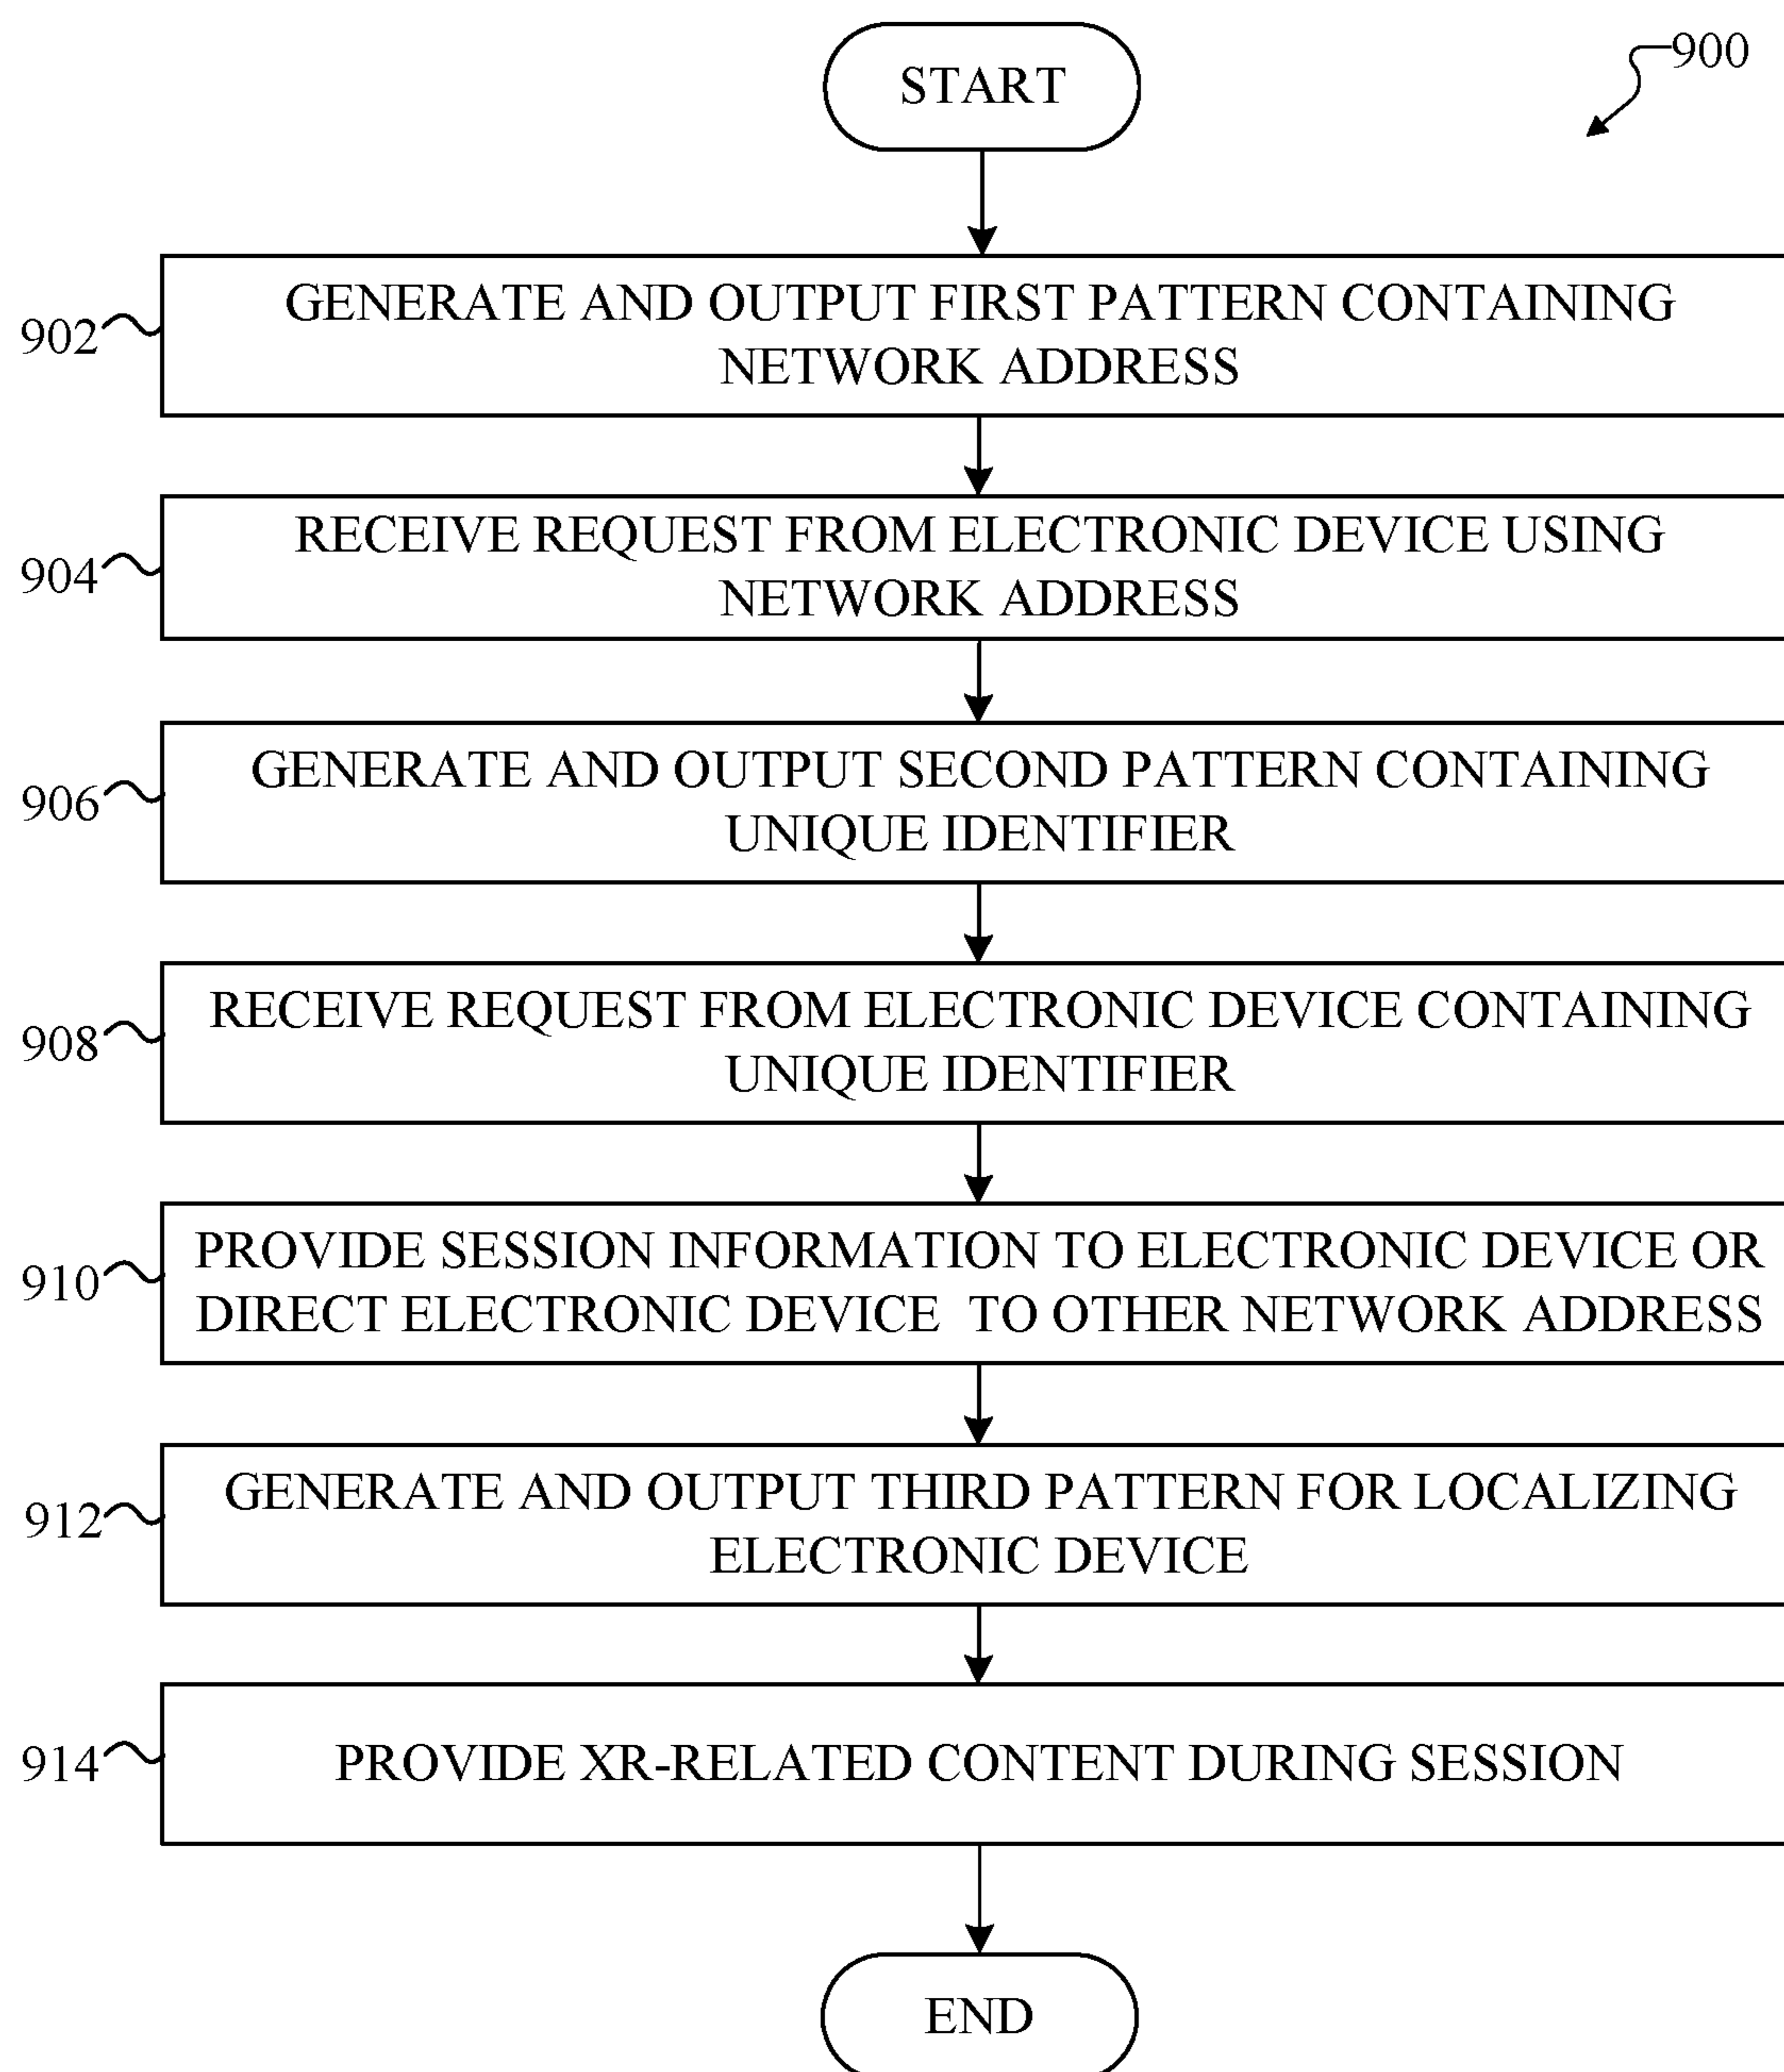 START
900
GENERATE AND OUTPUT FIRST PATTERN CONTAINING
NETWORK ADDRESS
902
RECEIVE REQUEST FROM ELECTRONIC DEVICE USING
NETWORK ADDRESS
904
GENERATE AND OUTPUT SECOND PATTERN CONTAINING
UNIQUE IDENTIFIER
906
RECEIVE REQUEST FROM ELECTRONIC DEVICE CONTAINING
UNIQUE IDENTIFIER
908
PROVIDE SESSION INFORMATION TO ELECTRONIC DEVICE OR
DIRECT ELECTRONIC DEVICE TO OTHER NETWORK ADDRESS
910
GENERATE AND OUTPUT THIRD PATTERN FOR LOCALIZING
ELECTRONIC DEVICE
912
PROVIDE XR-RELATED CONTENT DURING SESSION
914
END